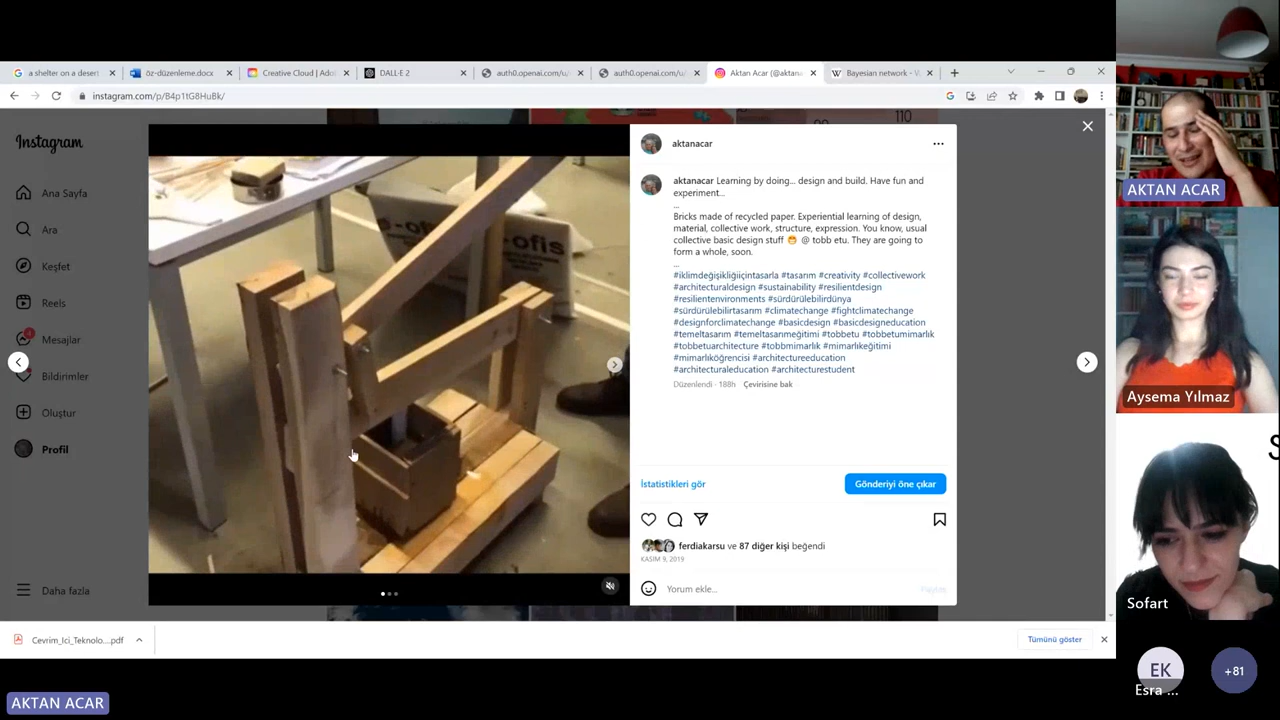 a shelter on a desert
öz-düzenleme.docx
Creative Cloud | Ado
DALL·E 2
auth0.openai.com/u/
auth0.openai.com/u/
Aktan Acar (@aktana
Bayesian network - W
instagram.com/p/B4p1tG8HuBk/
Instagram
Ana Sayfa
Ara
Keşfet
Reels
4
Mesajlar
Bildirimler
Oluştur
Profil
Daha fazla
e-ofis
-ofis
110
aktanacar
aktanacar Learning by doing... design and build. Have fun and
experiment...
...
Bricks made of recycled paper. Experiential learning of design,
material, collective work, structure, expression. You know, usual
collective basic design stuff 😁 @ tobb etu. They are going to
form a whole, soon.
...
#iklimdeğişikliğiiçintasarla #tasarım #creativity #collectivework
#architecturaldesign #sustainability #resilientdesign
#resilientenvironments #sürdürülebilirdünya
#sürdürülebilirtasarım #climatechange #fightclimatechange
#designforclimatechange #basicdesign #basicdesigneducation
#temeltasarım #temeltasarımeğitimi #tobbetu #tobbetumimarlık
#tobbetuarchitecture #tobbmimarlık #mimarlıkeğitimi
#mimarlıköğrencisi #architectureeducation
#architecturaleducation #architecturestudent
Düzenlendi · 188h Çevirisine bak
İstatistikleri gör
Gönderiyi öne çıkar
ferdiakarsu ve 87 diğer kişi beğendi
KASIM 9, 2019
Yorum ekle...
Paylaş
Cevrim_Ici_Teknolo....pdf
Tümünü göster
AKTAN ACAR
AKTAN ACAR
Aysema Yılmaz
S
Sofart
EK
Esra ...
+81